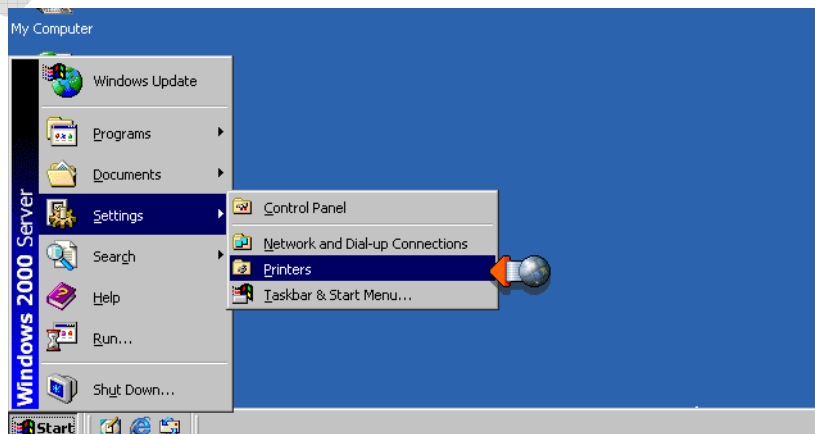 My Computer
Windows 2000 Server
Windows Update
Programs
Documents
Settings
Search
Help
Run...
Shut Down...
Control Panel
Network and Dial-up Connections
Printers
Taskbar & Start Menu...
Start